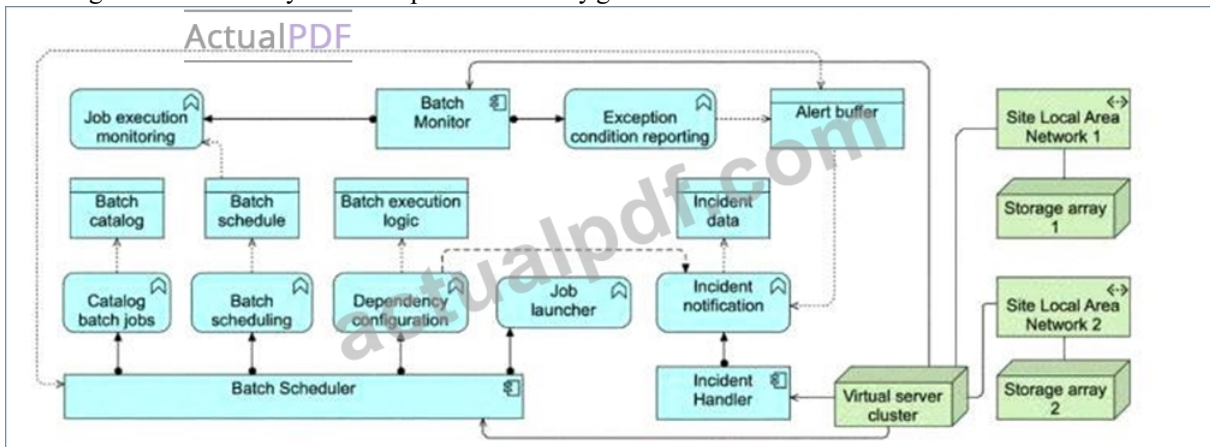 ActualPDF
Job execution
monitoring
Batch
Monitor
Exception
condition reporting
Alert buffer
Site Local Area
Network 1
Batch
catalog
Batch
schedule
Batch execution
logic
Incident
data
Storage array
1
Catalog
batch jobs
Batch
scheduling
Dependency
configuration
Job
launcher
Incident
notification
Site Local Area
Network 2
Batch Scheduler
Incident
Handler
Virtual server
cluster
Storage array
2
actualpdf.com